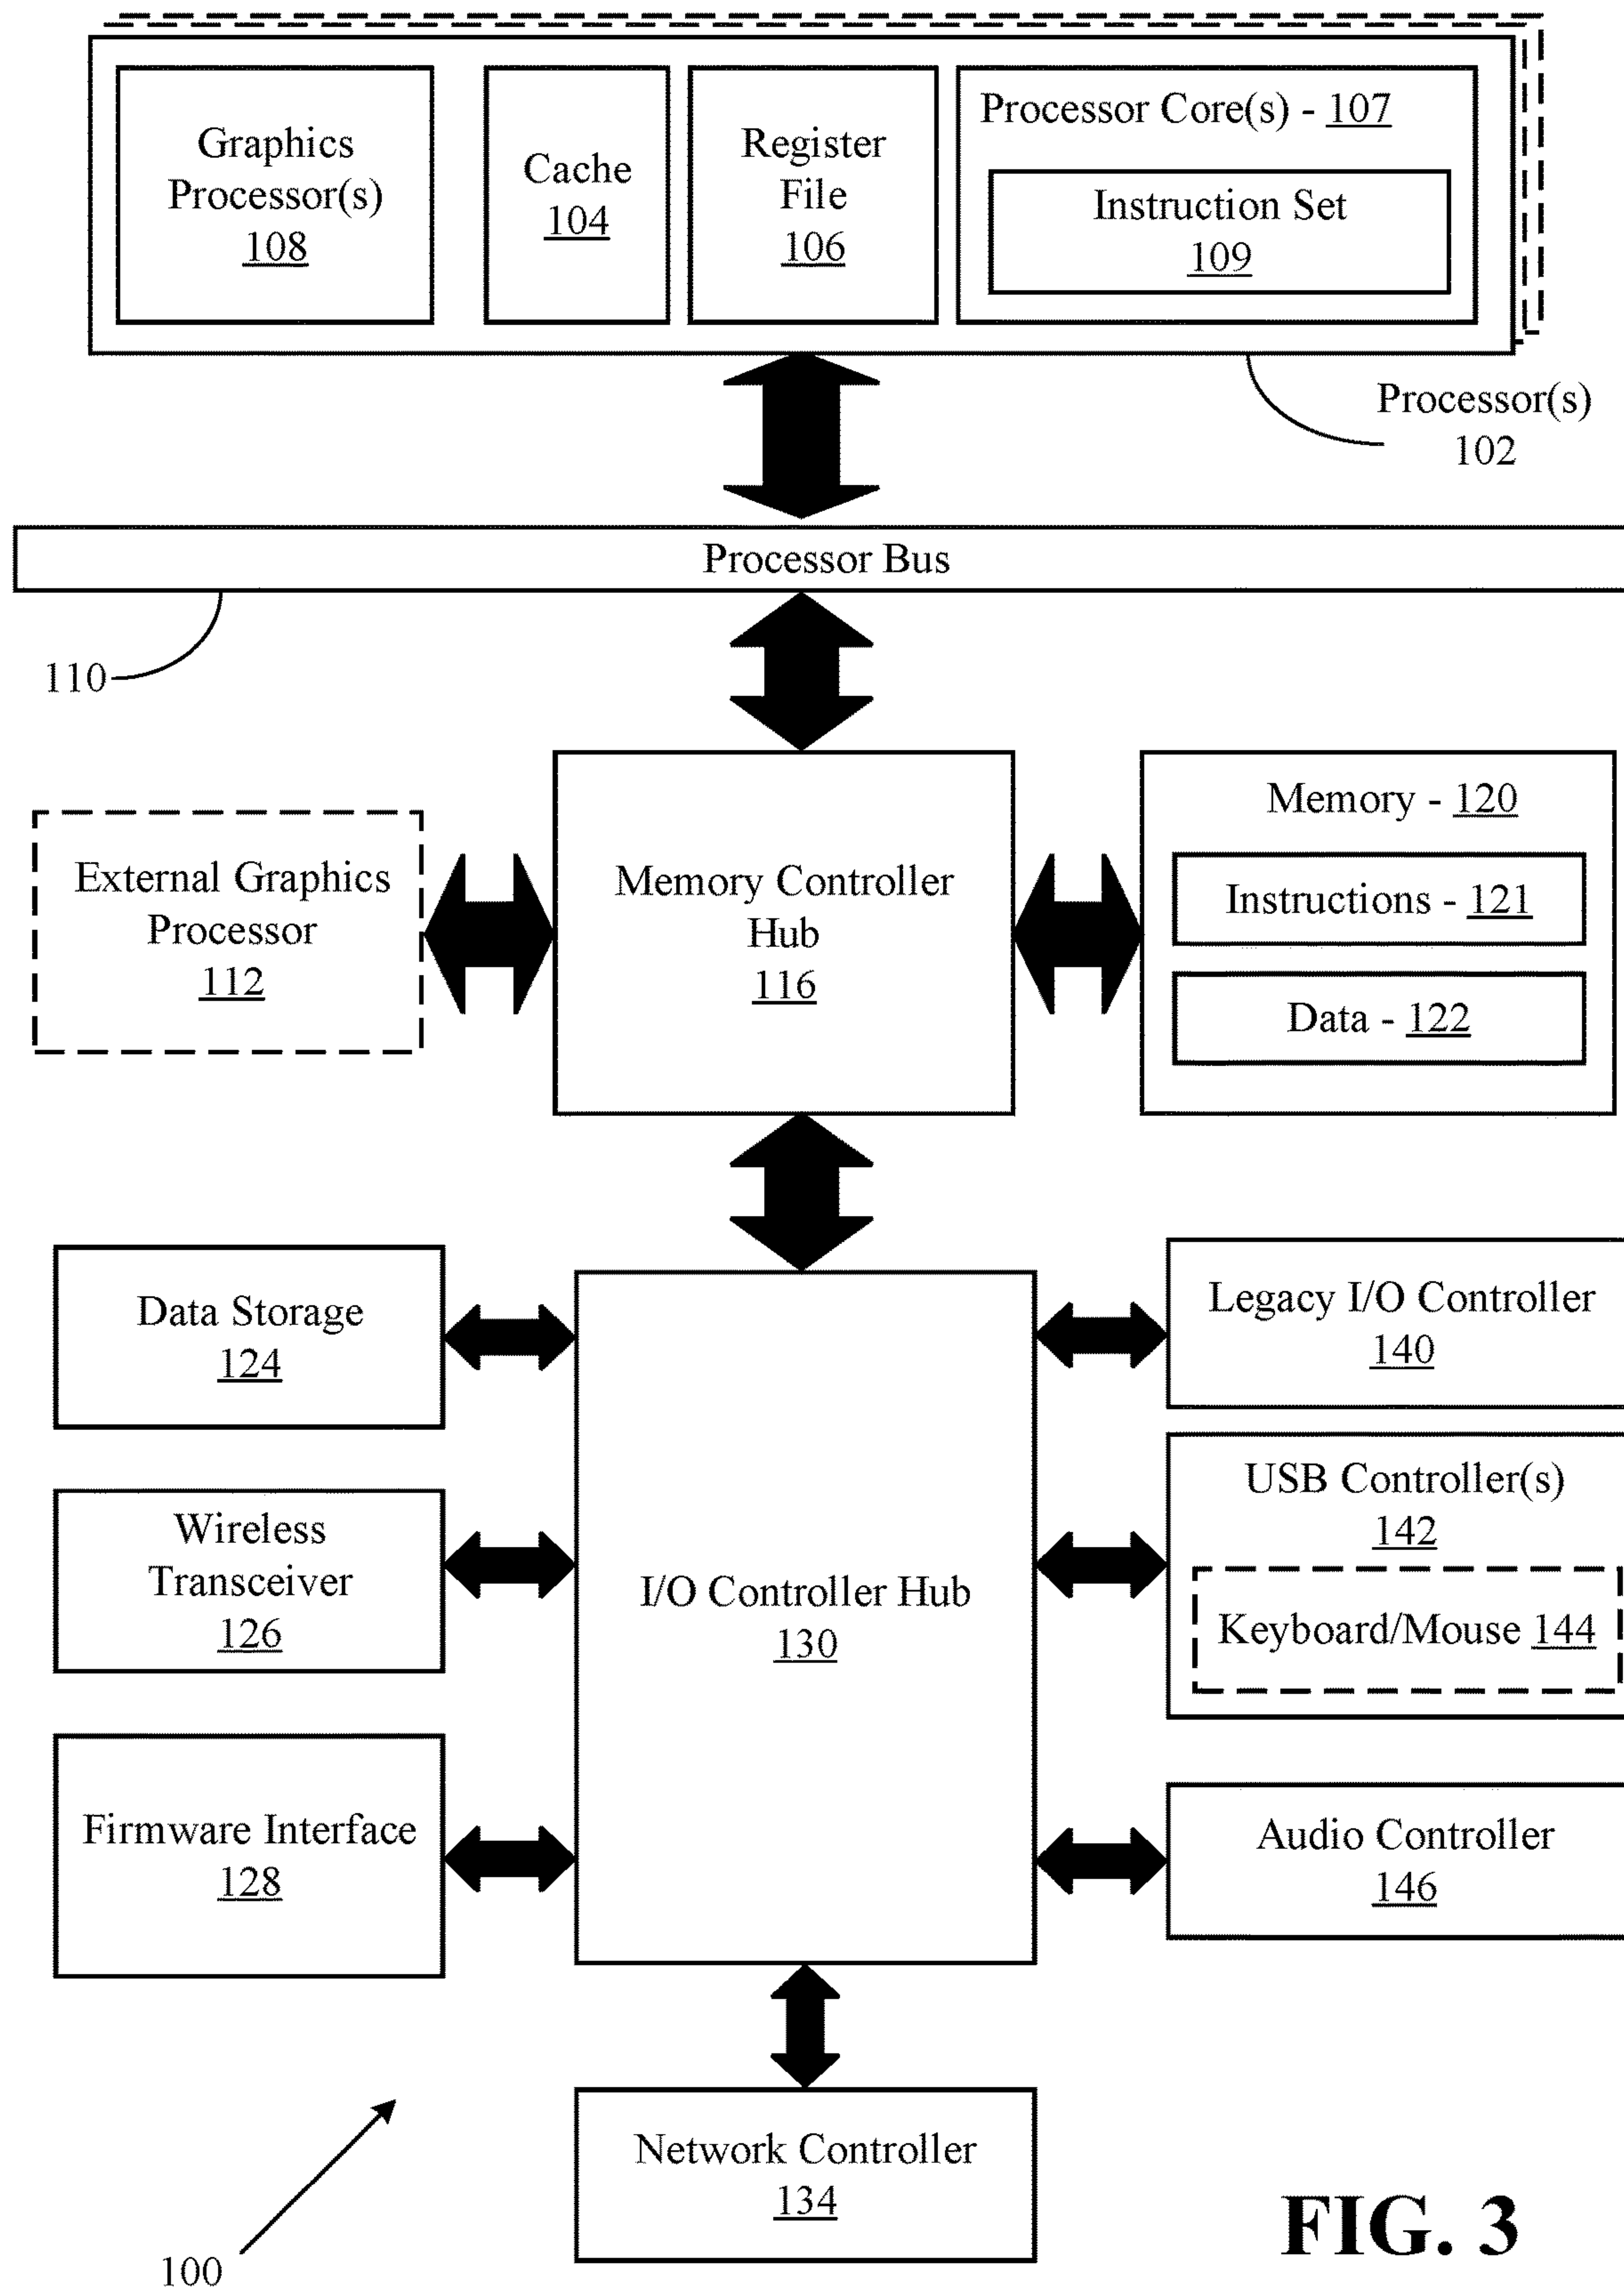 Graphics
Processor(s)
108
Cache
104
Register
File
106
Processor Core(s) - 107
Instruction Set
109
Processor(s)
102
Processor Bus
110
External Graphics
Processor
112
Memory Controller
Hub
116
Memory - 120
Instructions - 121
Data - 122
Data Storage
124
Wireless
Transceiver
126
Firmware Interface
128
I/O Controller Hub
130
Legacy I/O Controller
140
USB Controller(s)
142
Keyboard/Mouse 144
Audio Controller
146
Network Controller
134
100
FIG. 3